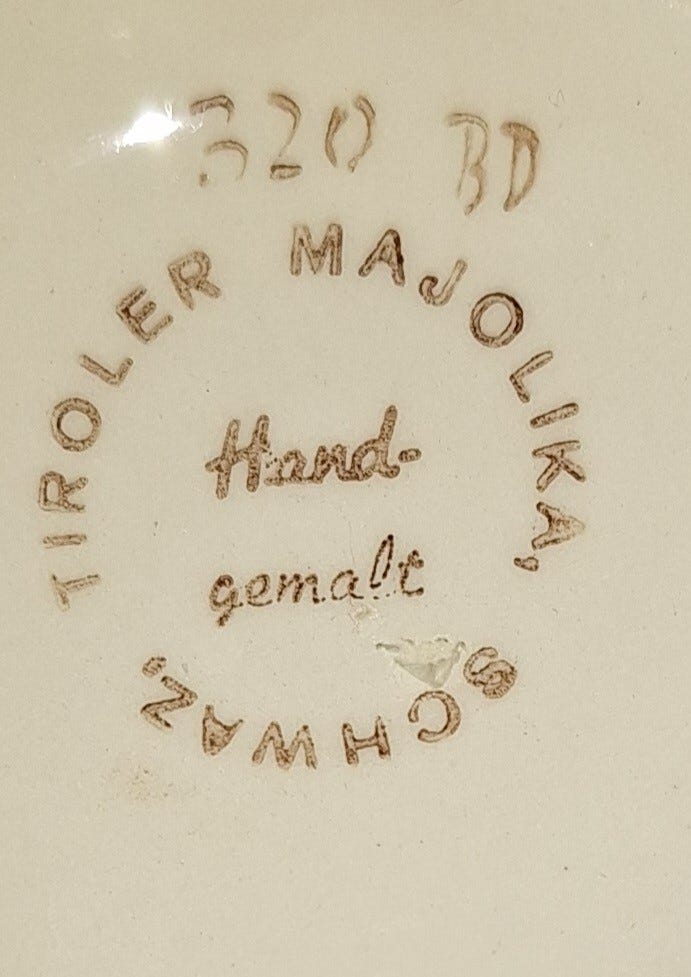 320 BD
TIROLER MAJOLIKA,
Hand-
gemalt
SCHWAZ,